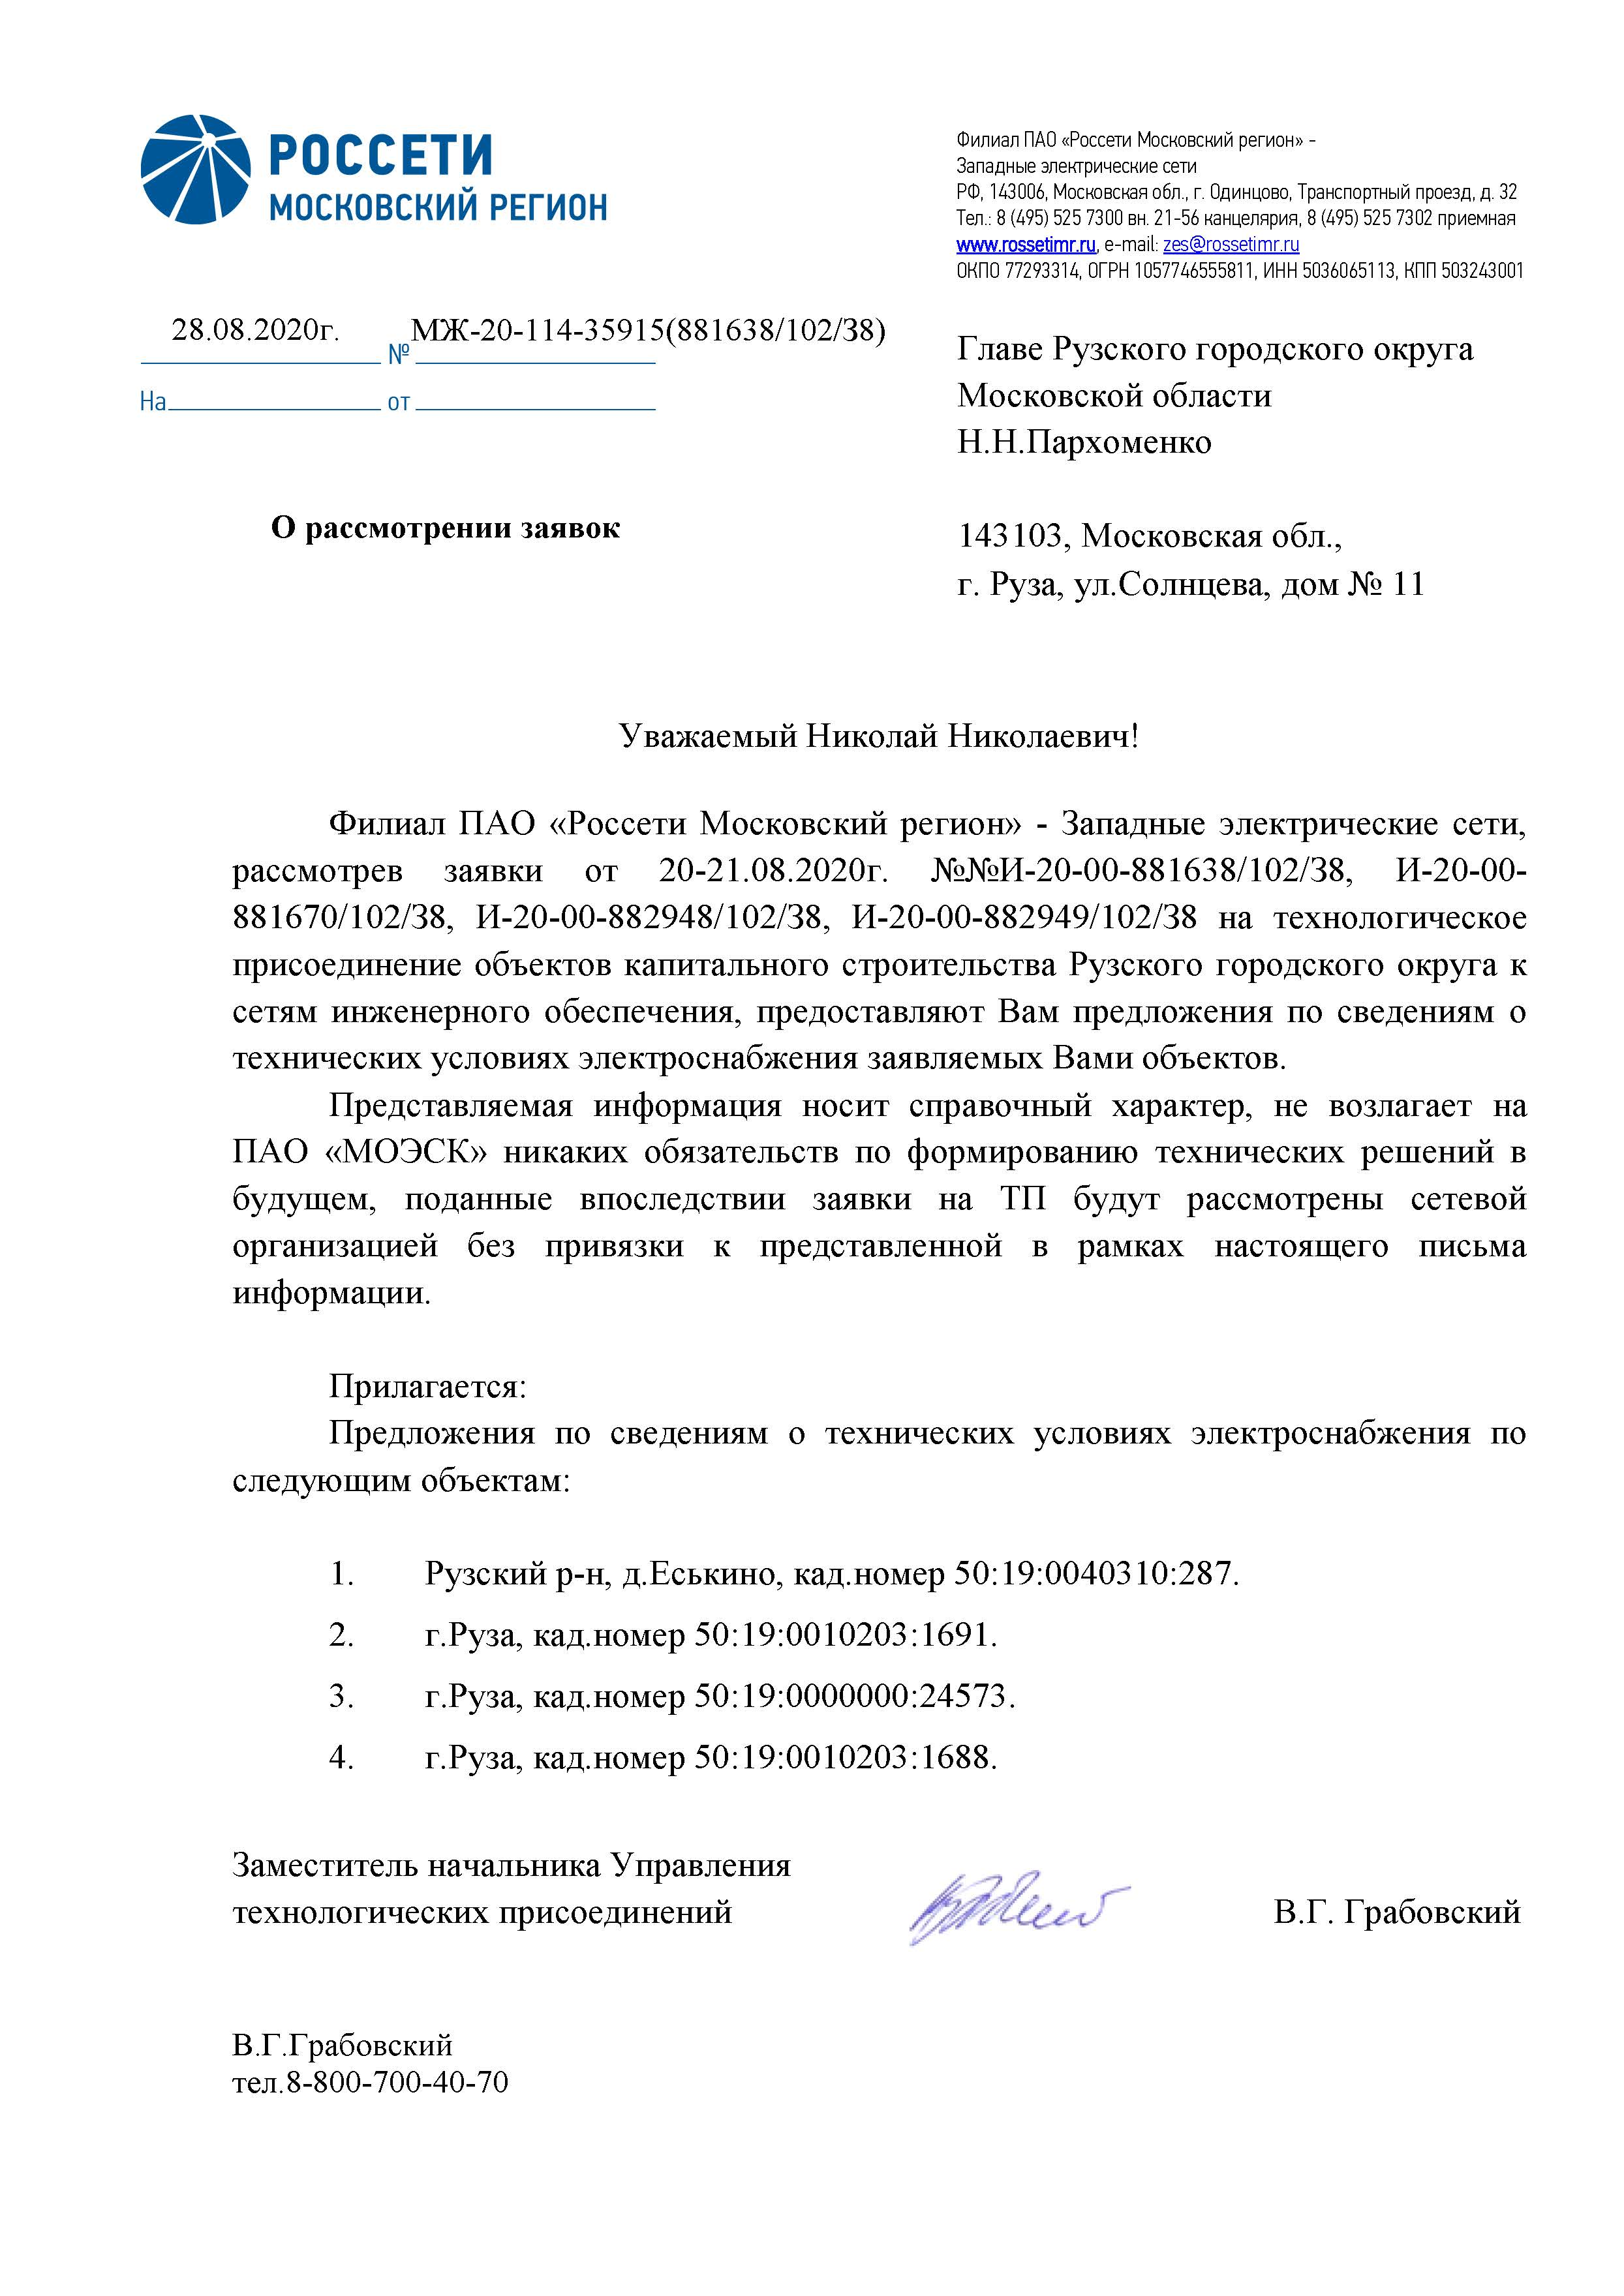 РОССЕТИ
МОСКОВСКИЙ РЕГИОН
Филиал ПАО «Россети Московский регион» -
Западные электрические сети
РФ, 143006, Московская обл., г. Одинцово, Транспортный проезд, д. 32
Тел.: 8 (495) 525 7300 вн. 21-56 канцелярия, 8 (495) 525 7302 приемная
www.rossetimr.ru, e-mail: zes@rossetimr.ru
ОКПО 77293314, ОГРН 1057746555811, ИНН 5036065113, КПП 503243001
28.08.2020г. № МЖ-20-114-35915(881638/102/38)
На от
Главе Рузского городского округа
Московской области
Н.Н.Пархоменко
О рассмотрении заявок
143103, Московская обл.,
г. Руза, ул.Солнцева, дом № 11
Уважаемый Николай Николаевич!
Филиал ПАО «Россети Московский регион» - Западные электрические сети,
рассмотрев заявки от 20-21.08.2020г. №№И-20-00-881638/102/38, И-20-00-
881670/102/38, И-20-00-882948/102/38, И-20-00-882949/102/38 на технологическое
присоединение объектов капитального строительства Рузского городского округа к
сетям инженерного обеспечения, предоставляют Вам предложения по сведениям о
технических условиях электроснабжения заявляемых Вами объектов.
Представляемая информация носит справочный характер, не возлагает на
ПАО «МОЭСК» никаких обязательств по формированию технических решений в
будущем, поданные впоследствии заявки на ТП будут рассмотрены сетевой
организацией без привязки к представленной в рамках настоящего письма
информации.
Прилагается:
Предложения по сведениям о технических условиях электроснабжения по
следующим объектам:
1. Рузский р-н, д.Еськино, кад.номер 50:19:0040310:287.
2. г.Руза, кад.номер 50:19:0010203:1691.
3. г.Руза, кад.номер 50:19:0000000:24573.
4. г.Руза, кад.номер 50:19:0010203:1688.
Заместитель начальника Управления
технологических присоединений В.Г. Грабовский
В.Г.Грабовский
тел.8-800-700-40-70